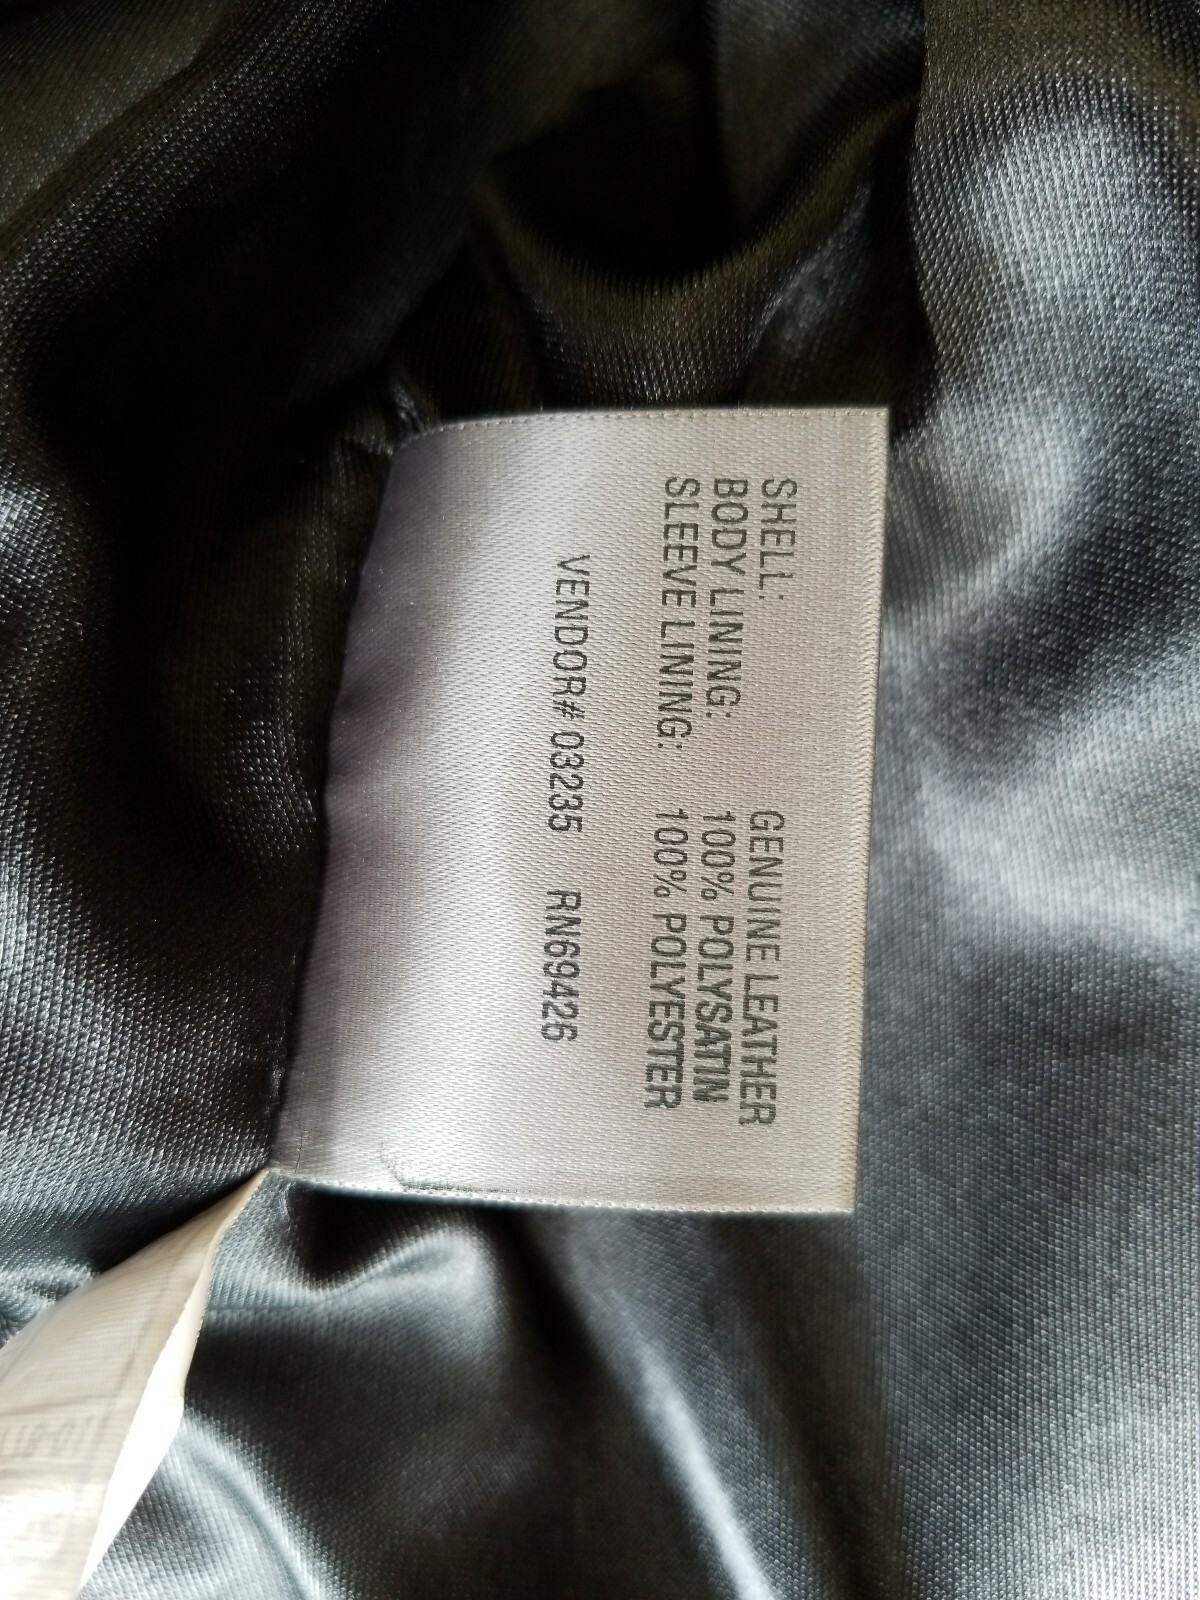 SHELL: GENUINE LEATHER
BODY LINING: 100% POLYSATIN
SLEEVE LINING: 100% POLYESTER
VENDOR# 03235 RN69426